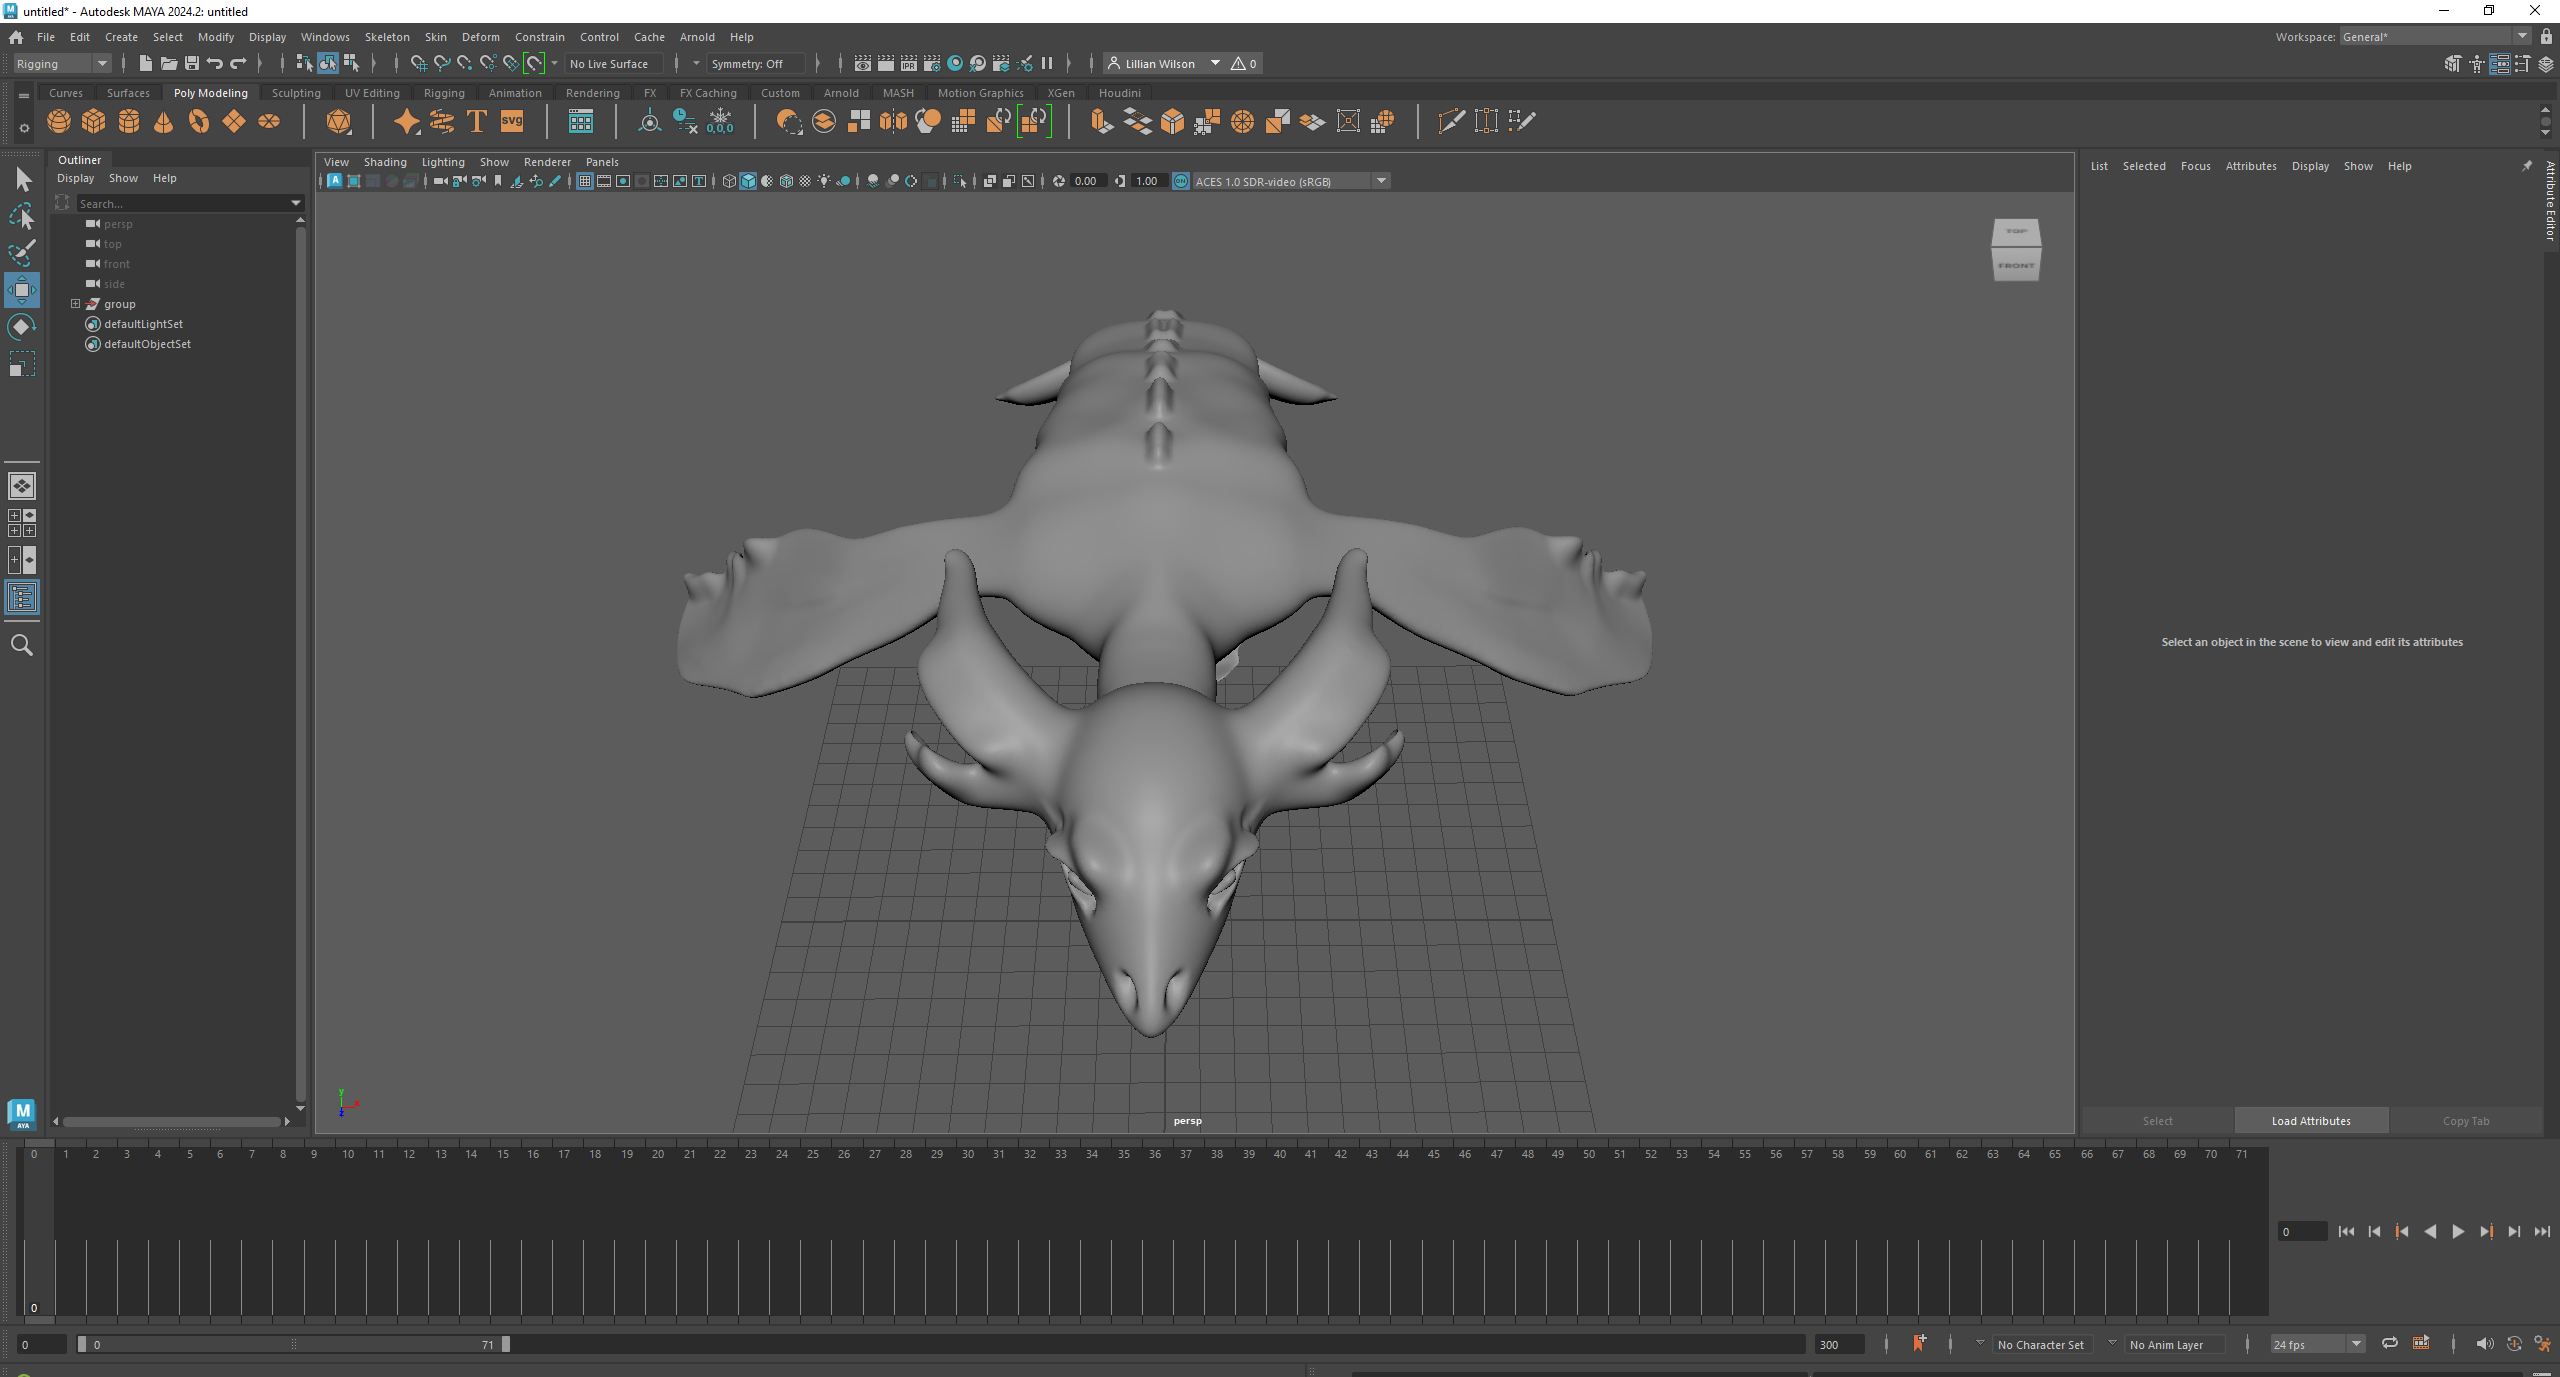 untitled* - Autodesk MAYA 2024.2: untitled
File Edit Create Select Modify Display Windows Skeleton Skin Deform Constrain Control Cache Arnold Help
Workspace: General*
Rigging No Live Surface Symmetry: Off Lillian Wilson 0
Curves Surfaces Poly Modeling Sculpting UV Editing Rigging Animation Rendering FX FX Caching Custom Arnold MASH Motion Graphics XGen Houdini
T SVG 0,0,0
Outliner
Display Show Help
Search...
persp
top
front
side
group
defaultLightSet
defaultObjectSet
View Shading Lighting Show Renderer Panels
0.00 1.00 ON ACES 1.0 SDR-video (sRGB)
TOP
FRONT
y
x
z
persp
List Selected Focus Attributes Display Show Help
Attribute Editor
Select an object in the scene to view and edit its attributes
Select Load Attributes Copy Tab
M
AYA
0 1 2 3 4 5 6 7 8 9 10 11 12 13 14 15 16 17 18 19 20 21 22 23 24 25 26 27 28 29 30 31 32 33 34 35 36 37 38 39 40 41 42 43 44 45 46 47 48 49 50 51 52 53 54 55 56 57 58 59 60 61 62 63 64 65 66 67 68 69 70 71
0
0
0 0 71 300 No Character Set No Anim Layer 24 fps